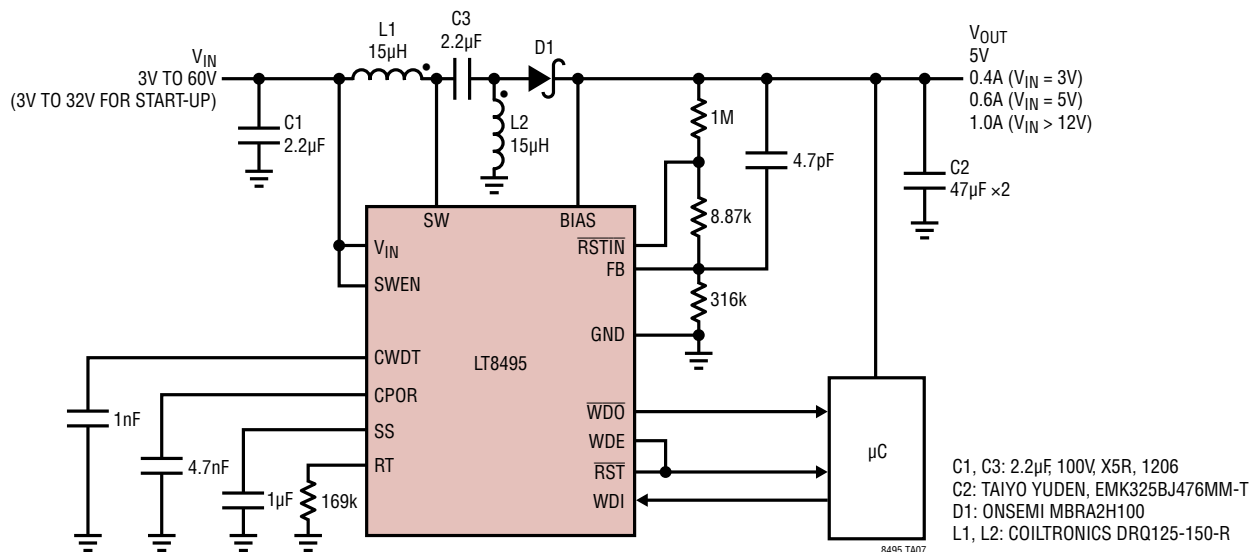 VIN
3V TO 60V
(3V TO 32V FOR START-UP)
L1
15µH
C3
2.2µF
D1
VOUT
5V
0.4A (VIN = 3V)
0.6A (VIN = 5V)
1.0A (VIN > 12V)
C1
2.2µF
L2
15µH
1M
4.7pF
C2
47µF ×2
8.87k
316k
SW
BIAS
VIN
SWEN
RSTIN
FB
GND
CWDT
CPOR
SS
RT
LT8495
WDO
WDE
RST
WDI
µC
1nF
4.7nF
1µF
169k
C1, C3: 2.2µF, 100V, X5R, 1206
C2: TAIYO YUDEN, EMK325BJ476MM-T
D1: ONSEMI MBRA2H100
L1, L2: COILTRONICS DRQ125-150-R
8495 TA07